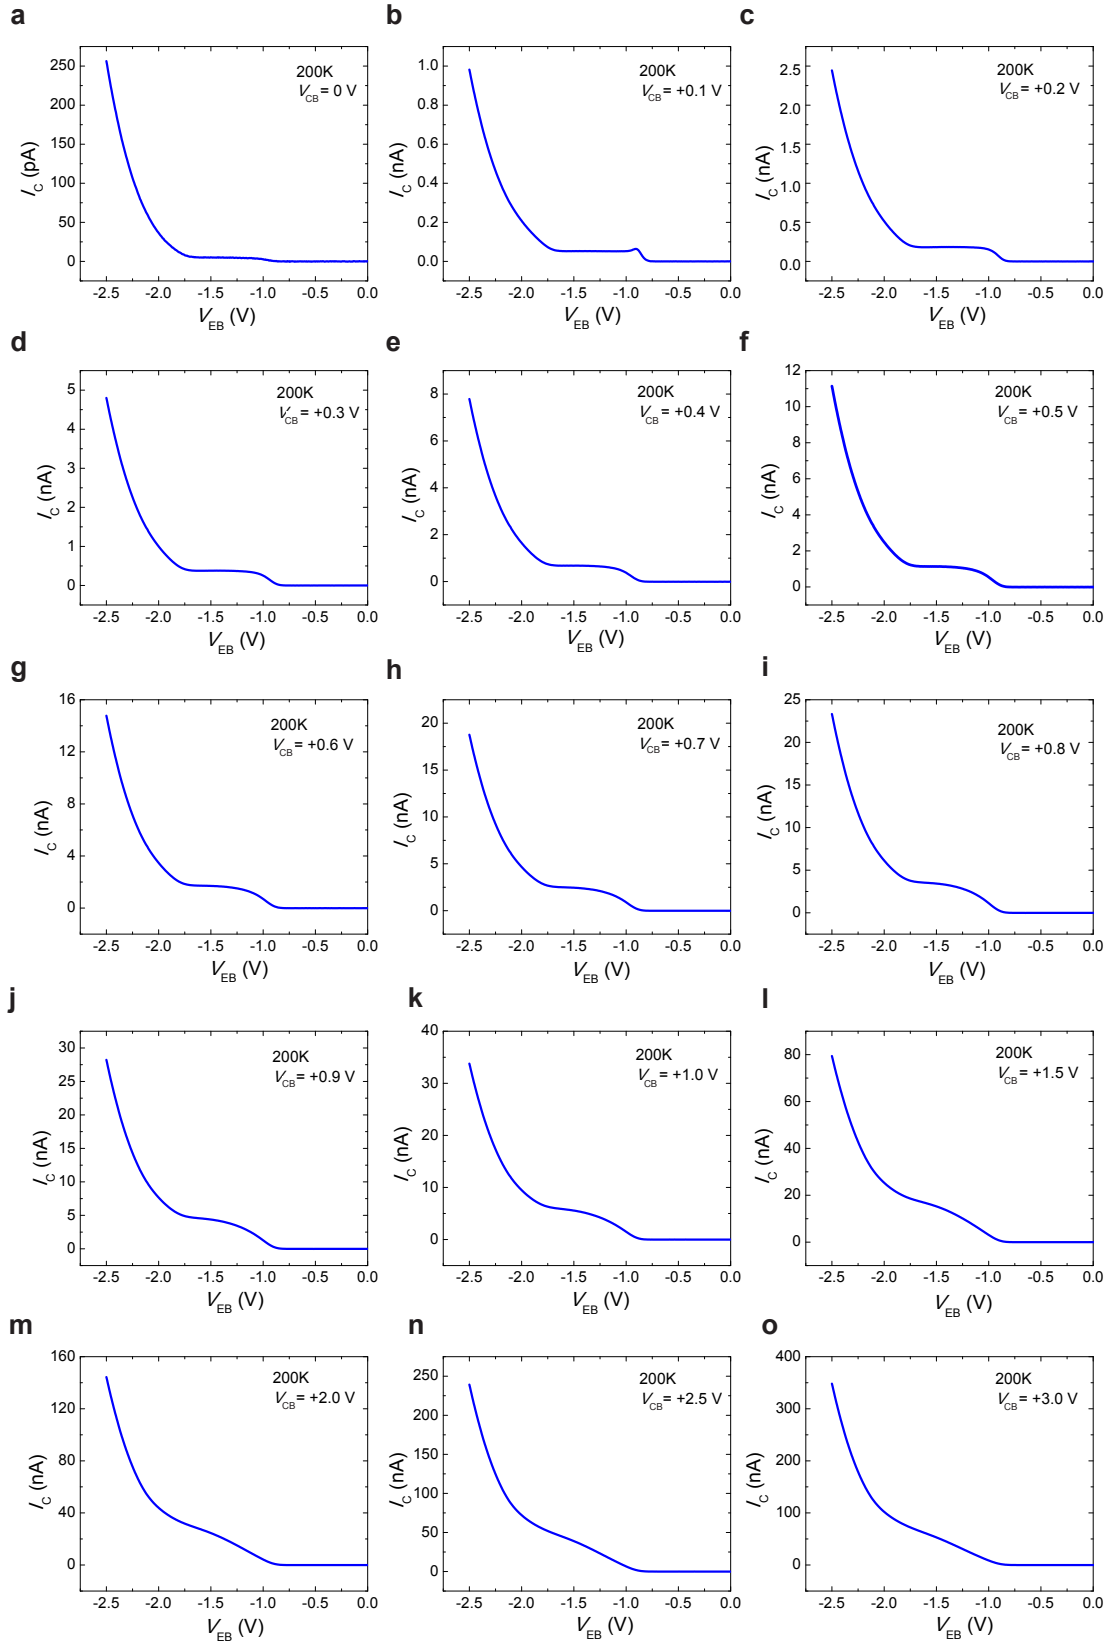 a
200K
V_CB = 0 V
250
200
150
100
50
0
I_C (pA)
-2.5 -2.0 -1.5 -1.0 -0.5 0.0
V_EB (V)
b
200K
V_CB = +0.1 V
1.0
0.8
0.6
0.4
0.2
0.0
I_C (nA)
-2.5 -2.0 -1.5 -1.0 -0.5 0.0
V_EB (V)
c
200K
V_CB = +0.2 V
2.5
2.0
1.5
1.0
0.5
0.0
I_C (nA)
-2.5 -2.0 -1.5 -1.0 -0.5 0.0
V_EB (V)
d
200K
V_CB = +0.3 V
5
4
3
2
1
0
I_C (nA)
-2.5 -2.0 -1.5 -1.0 -0.5 0.0
V_EB (V)
e
200K
V_CB = +0.4 V
8
6
4
2
0
I_C (nA)
-2.5 -2.0 -1.5 -1.0 -0.5 0.0
V_EB (V)
f
200K
V_CB = +0.5 V
12
10
8
6
4
2
0
I_C (nA)
-2.5 -2.0 -1.5 -1.0 -0.5 0.0
V_EB (V)
g
200K
V_CB = +0.6 V
16
12
8
4
0
I_C (nA)
-2.5 -2.0 -1.5 -1.0 -0.5 0.0
V_EB (V)
h
200K
V_CB = +0.7 V
20
15
10
5
0
I_C (nA)
-2.5 -2.0 -1.5 -1.0 -0.5 0.0
V_EB (V)
i
200K
V_CB = +0.8 V
25
20
15
10
5
0
I_C (nA)
-2.5 -2.0 -1.5 -1.0 -0.5 0.0
V_EB (V)
j
200K
V_CB = +0.9 V
30
25
20
15
10
5
0
I_C (nA)
-2.5 -2.0 -1.5 -1.0 -0.5 0.0
V_EB (V)
k
200K
V_CB = +1.0 V
40
30
20
10
0
I_C (nA)
-2.5 -2.0 -1.5 -1.0 -0.5 0.0
V_EB (V)
l
200K
V_CB = +1.5 V
80
60
40
20
0
I_C (nA)
-2.5 -2.0 -1.5 -1.0 -0.5 0.0
V_EB (V)
m
200K
V_CB = +2.0 V
160
120
80
40
0
I_C (nA)
-2.5 -2.0 -1.5 -1.0 -0.5 0.0
V_EB (V)
n
200K
V_CB = +2.5 V
250
200
150
100
50
0
I_C (nA)
-2.5 -2.0 -1.5 -1.0 -0.5 0.0
V_EB (V)
o
200K
V_CB = +3.0 V
400
300
200
100
0
I_C (nA)
-2.5 -2.0 -1.5 -1.0 -0.5 0.0
V_EB (V)